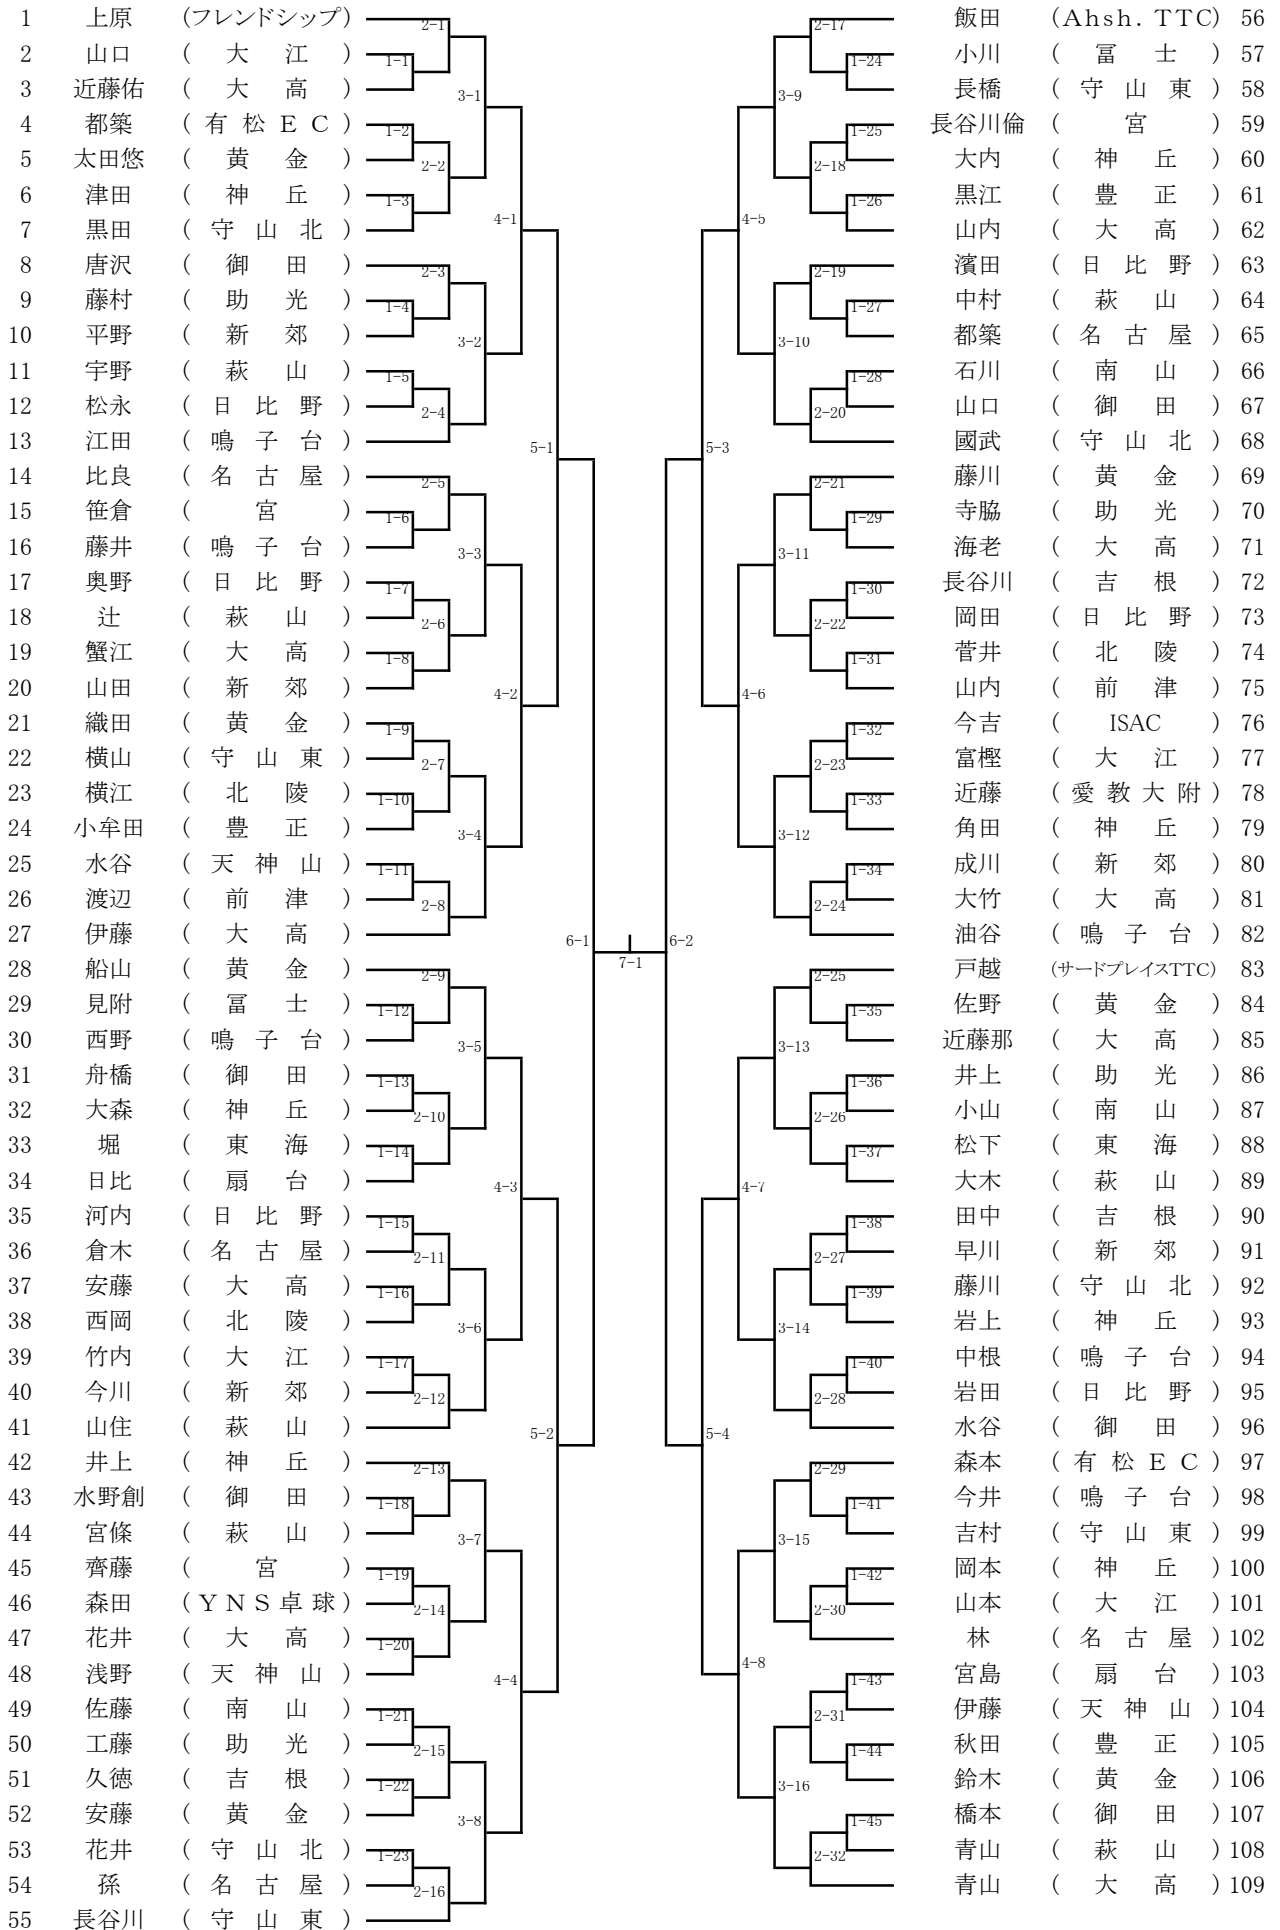 1 上原 (フレンドシップ)
2 山口 (大江)
3 近藤佑 (大高)
4 都築 (有松EC)
5 太田悠 (黄金)
6 津田 (神丘)
7 黒田 (守山北)
8 唐沢 (御田)
9 藤村 (助光)
10 平野 (新郊)
11 宇野 (萩山)
12 松永 (日比野)
13 江田 (鳴子台)
14 比良 (名古屋)
15 笹倉 (宮)
16 藤井 (鳴子台)
17 奥野 (日比野)
18 辻 (萩山)
19 蟹江 (大高)
20 山田 (新郊)
21 織田 (黄金)
22 横山 (守山東)
23 横江 (北陵)
24 小牟田 (豊正)
25 水谷 (天神山)
26 渡辺 (前津)
27 伊藤 (大高)
28 船山 (黄金)
29 見附 (冨士)
30 西野 (鳴子台)
31 舟橋 (御田)
32 大森 (神丘)
33 堀 (東海)
34 日比 (扇台)
35 河内 (日比野)
36 倉木 (名古屋)
37 安藤 (大高)
38 西岡 (北陵)
39 竹内 (大江)
40 今川 (新郊)
41 山住 (萩山)
42 井上 (神丘)
43 水野創 (御田)
44 宮條 (萩山)
45 齊藤 (宮)
46 森田 (YNS卓球)
47 花井 (大高)
48 浅野 (天神山)
49 佐藤 (南山)
50 工藤 (助光)
51 久徳 (吉根)
52 安藤 (黄金)
53 花井 (守山北)
54 孫 (名古屋)
55 長谷川 (守山東)
1-1
1-2
1-3
1-4
1-5
1-6
1-7
1-8
1-9
1-10
1-11
1-12
1-13
1-14
1-15
1-16
1-17
1-18
1-19
1-20
1-21
1-22
1-23
2-1
2-2
2-3
2-4
2-5
2-6
2-7
2-8
2-9
2-10
2-11
2-12
2-13
2-14
2-15
2-16
3-1
3-2
3-3
3-4
3-5
3-6
3-7
3-8
4-1
4-2
4-3
4-4
5-1
5-2
6-1
7-1
6-2
5-3
5-4
4-5
4-6
4-7
4-8
3-9
3-10
3-11
3-12
3-13
3-14
3-15
3-16
2-17
2-18
2-19
2-20
2-21
2-22
2-23
2-24
2-25
2-26
2-27
2-28
2-29
2-30
2-31
2-32
1-24
1-25
1-26
1-27
1-28
1-29
1-30
1-31
1-32
1-33
1-34
1-35
1-36
1-37
1-38
1-39
1-40
1-41
1-42
1-43
1-44
1-45
飯田 (Ahsh.TTC) 56
小川 (冨士) 57
長橋 (守山東) 58
長谷川倫 (宮) 59
大内 (神丘) 60
黒江 (豊正) 61
山内 (大高) 62
濱田 (日比野) 63
中村 (萩山) 64
都築 (名古屋) 65
石川 (南山) 66
山口 (御田) 67
國武 (守山北) 68
藤川 (黄金) 69
寺脇 (助光) 70
海老 (大高) 71
長谷川 (吉根) 72
岡田 (日比野) 73
菅井 (北陵) 74
山内 (前津) 75
今吉 (ISAC) 76
富樫 (大江) 77
近藤 (愛教大附) 78
角田 (神丘) 79
成川 (新郊) 80
大竹 (大高) 81
油谷 (鳴子台) 82
戸越 (サードプレイスTTC) 83
佐野 (黄金) 84
近藤那 (大高) 85
井上 (助光) 86
小山 (南山) 87
松下 (東海) 88
大木 (萩山) 89
田中 (吉根) 90
早川 (新郊) 91
藤川 (守山北) 92
岩上 (神丘) 93
中根 (鳴子台) 94
岩田 (日比野) 95
水谷 (御田) 96
森本 (有松EC) 97
今井 (鳴子台) 98
吉村 (守山東) 99
岡本 (神丘) 100
山本 (大江) 101
林 (名古屋) 102
宮島 (扇台) 103
伊藤 (天神山) 104
秋田 (豊正) 105
鈴木 (黄金) 106
橋本 (御田) 107
青山 (萩山) 108
青山 (大高) 109